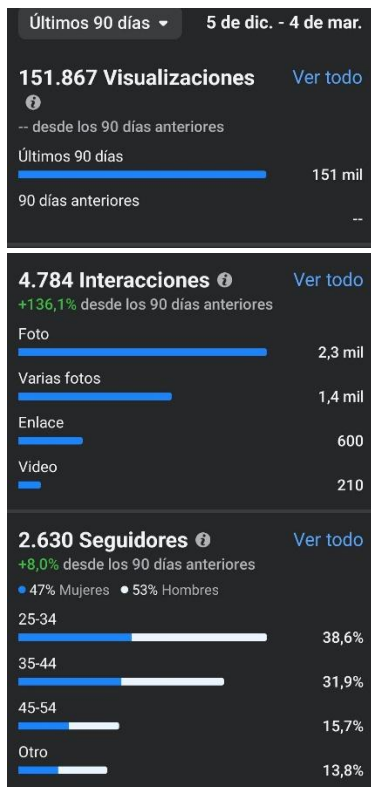 Últimos 90 días
5 de dic. - 4 de mar.
151.867 Visualizaciones
Ver todo
-- desde los 90 días anteriores
Últimos 90 días
151 mil
90 días anteriores
--
4.784 Interacciones
Ver todo
+136,1% desde los 90 días anteriores
Foto
2,3 mil
Varias fotos
1,4 mil
Enlace
600
Video
210
2.630 Seguidores
Ver todo
+8,0% desde los 90 días anteriores
47% Mujeres 53% Hombres
25-34
38,6%
35-44
31,9%
45-54
15,7%
Otro
13,8%